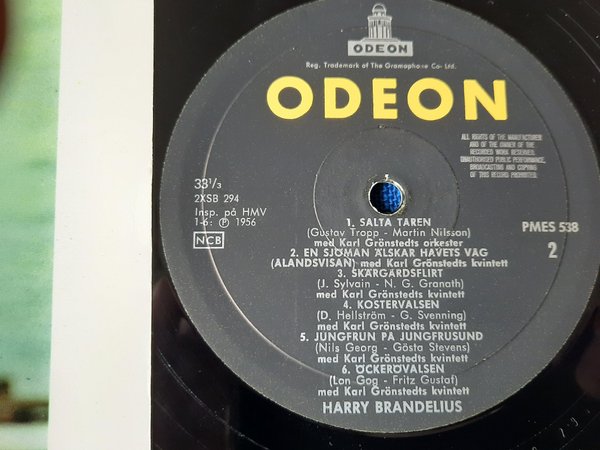 ODEON
Reg. Trademark of The Gramophone Co. Ltd.
ODEON
ALL RIGHTS OF THE MANUFACTURER
AND OF THE OWNER OF THE
RECORDED WORK RESERVED.
UNAUTHORISED PUBLIC PERFORMANCE,
BROADCASTING AND COPYING
OF THIS RECORD PROHIBITED.
33 1/3
2XSB 294
Insp. på HMV
1-6: Ⓟ 1956
NCB
PMES 538
2
1. SALTA TÅREN
(Gustav Tropp - Martin Nilsson)
med Karl Grönstedts orkester
2. EN SJÖMAN ÄLSKAR HAVETS VÅG
(ÅLANDSVISAN) med Karl Grönstedts kvintett
3. SKÄRGÅRDSFLIRT
(J. Sylvain - N. G. Granath)
med Karl Grönstedts kvintett
4. KOSTERVALSEN
(D. Hellström - G. Svenning)
med Karl Grönstedts kvintett
5. JUNGFRUN PÅ JUNGFRUSUND
(Nils Georg - Gösta Stevens)
med Karl Grönstedts kvintett
6. ÖCKERÖVALSEN
(Lon Gog - Fritz Gustaf)
med Karl Grönstedts kvintett
HARRY BRANDELIUS